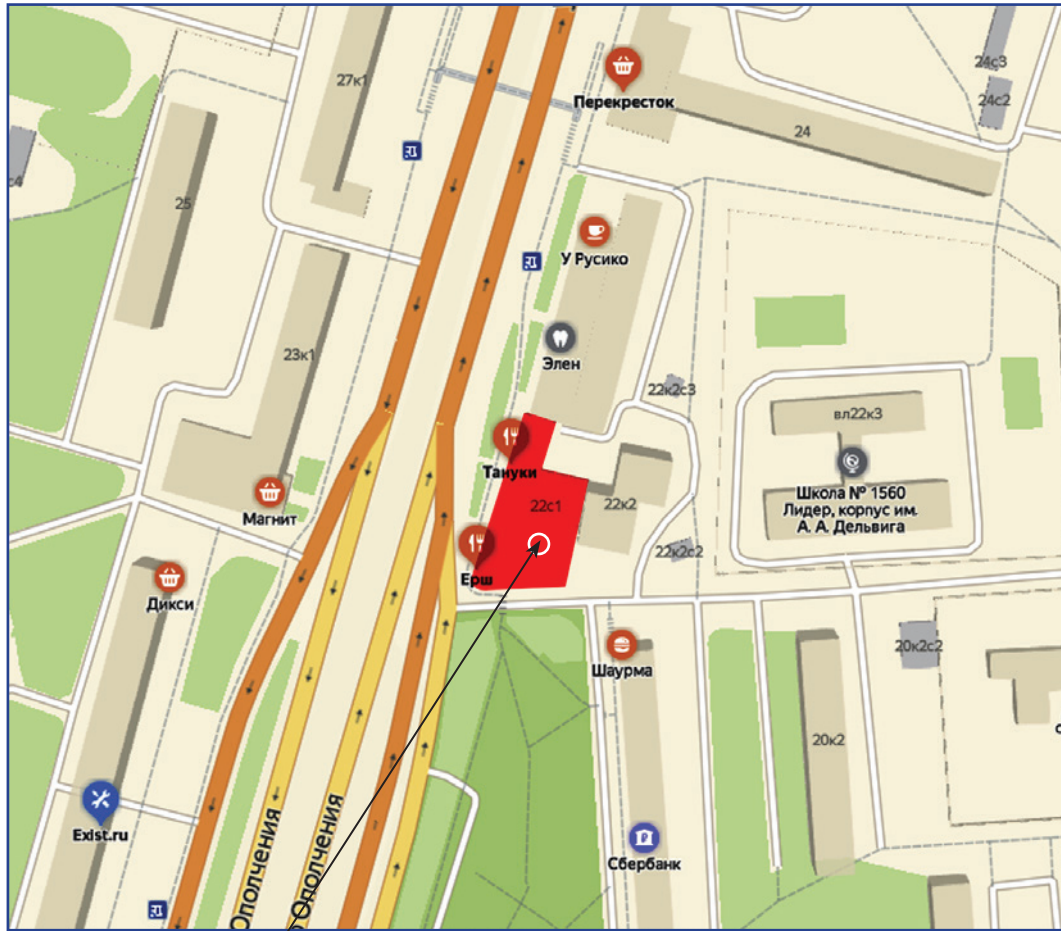 24с3
27к1
24с2
Перекресток
24
с4
25
У Русико
Элен
23к1
22к2с3
вл22к3
Тануки
Школа № 1560
Лидер, корпус им.
А. А. Дельвига
22с1
22к2
Магнит
22к2с2
Ерш
Дикси
Шаурма
20к2с2
20к2
Exist.ru
Сбербанк
Ополчения
о Ополчения